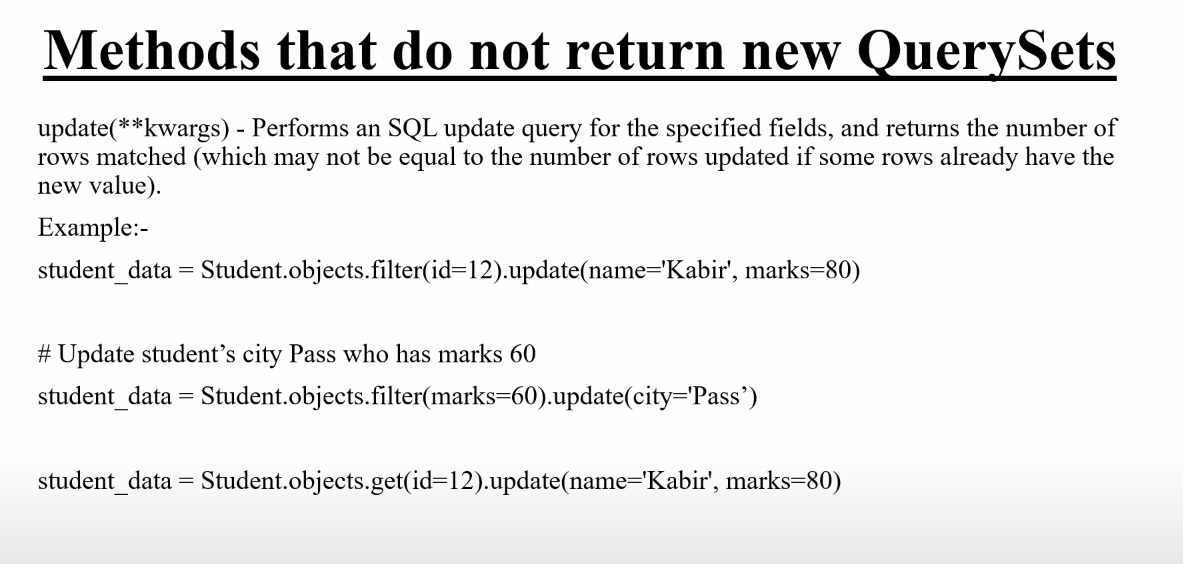 Methods that do not return new QuerySets
update(**kwargs) - Performs an SQL update query for the specified fields, and returns the number of
rows matched (which may not be equal to the number of rows updated if some rows already have the
new value).
Example:-
student_data = Student.objects.filter(id=12).update(name='Kabir', marks=80)
# Update student’s city Pass who has marks 60
student_data = Student.objects.filter(marks=60).update(city='Pass’)
student_data = Student.objects.get(id=12).update(name='Kabir', marks=80)